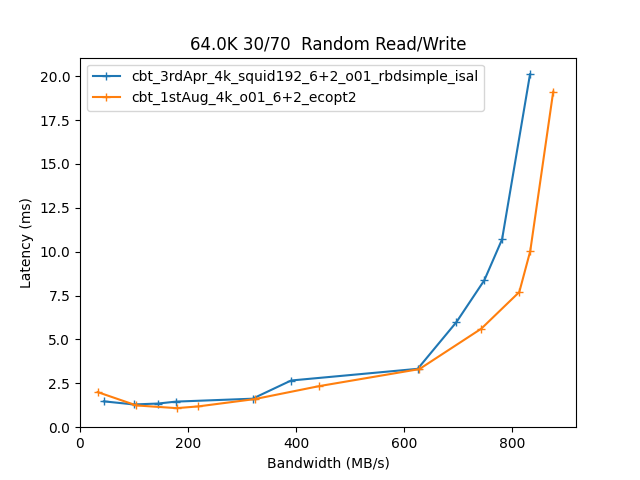 64.0K 30/70  Random Read/Write
cbt_3rdApr_4k_squid192_6+2_o01_rbdsimple_isal
cbt_1stAug_4k_o01_6+2_ecopt2
20.0
17.5
15.0
12.5
10.0
7.5
5.0
2.5
0.0
Latency (ms)
0 200 400 600 800
Bandwidth (MB/s)